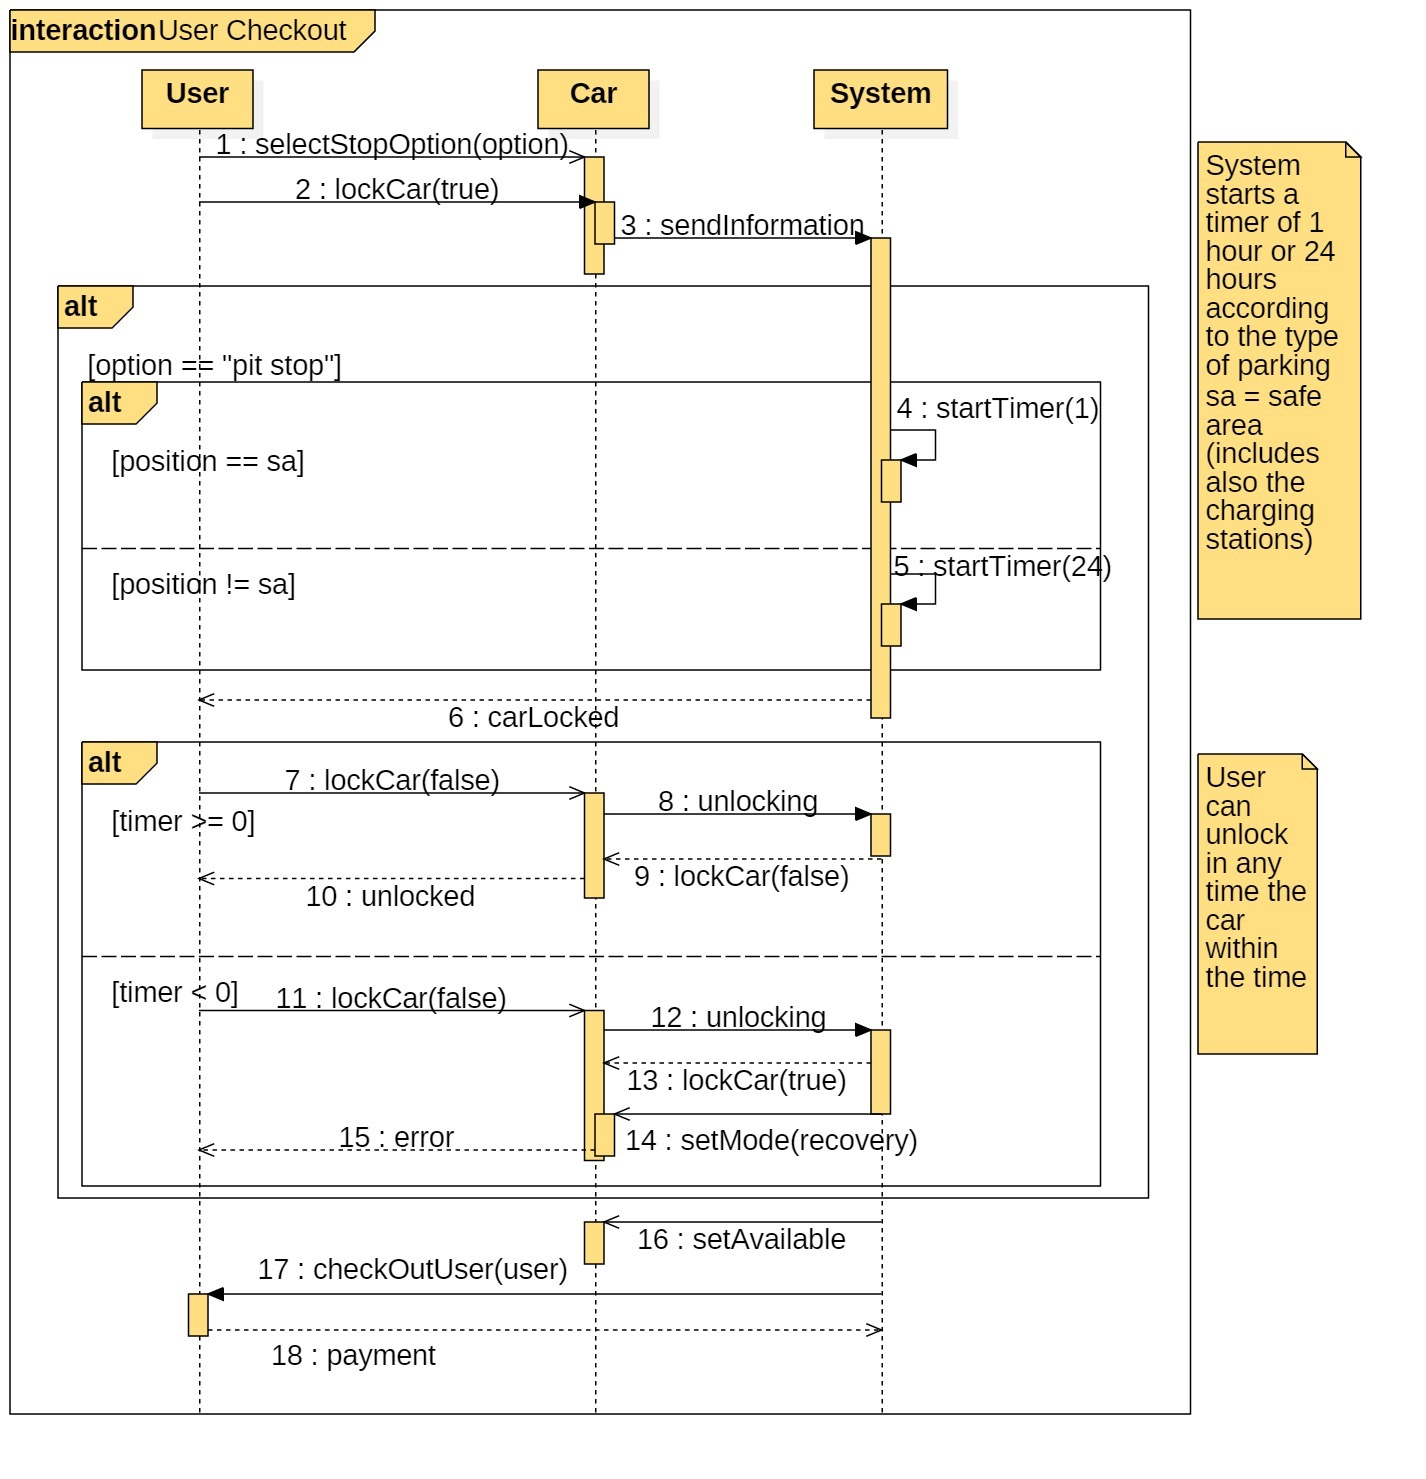 interaction User Checkout
User
Car
System
1 : selectStopOption(option)
2 : lockCar(true)
3 : sendInformation
alt
[option == "pit stop"]
alt
4 : startTimer(1)
[position == sa]
5 : startTimer(24)
[position != sa]
6 : carLocked
alt
7 : lockCar(false)
8 : unlocking
[timer >= 0]
9 : lockCar(false)
10 : unlocked
[timer < 0]
11 : lockCar(false)
12 : unlocking
13 : lockCar(true)
15 : error
14 : setMode(recovery)
16 : setAvailable
17 : checkOutUser(user)
18 : payment
System
starts a
timer of 1
hour or 24
hours
according
to the type
of parking
sa = safe
area
(includes
also the
charging
stations)
User
can
unlock
in any
time the
car
within
the time